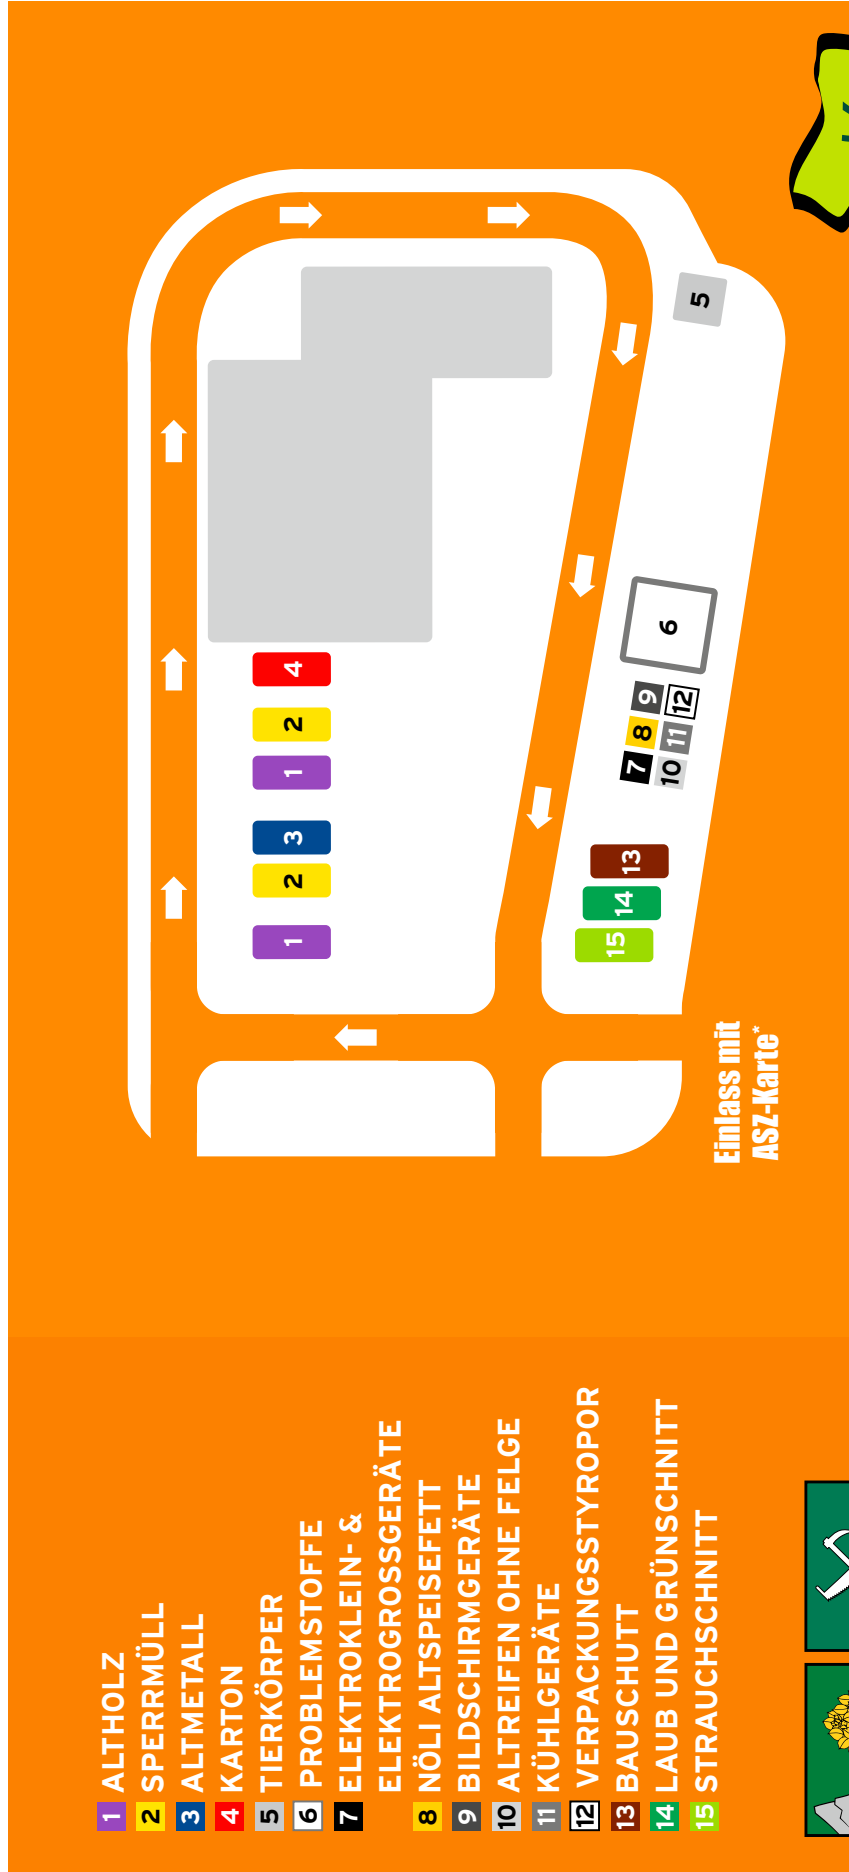 1 ALTHOLZ
2 SPERRMÜLL
3 ALTMETALL
4 KARTON
5 TIERKÖRPER
6 PROBLEMSTOFFE
7 ELEKTROKLEIN- &
ELEKTROGROSSGERÄTE
8 NÖLI ALTSPEISEFETT
9 BILDSCHIRMGERÄTE
10 ALTREIFEN OHNE FELGE
11 KÜHLGERÄTE
12 VERPACKUNGSSTYROPOR
13 BAUSCHUTT
14 LAUB UND GRÜNSCHNITT
15 STRAUCHSCHNITT
Einlass mit
ASZ-Karte*
1
2
3
1
2
4
15
14
13
7
8
9
10
11
12
6
5